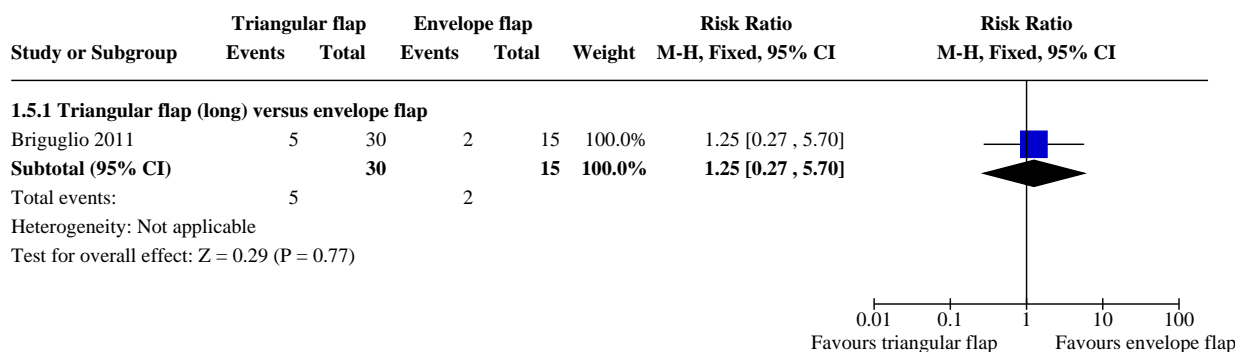 Triangular flap Envelope flap Risk Ratio Risk Ratio
Study or Subgroup Events Total Events Total Weight M-H, Fixed, 95% CI M-H, Fixed, 95% CI
1.5.1 Triangular flap (long) versus envelope flap
Briguglio 2011 5 30 2 15 100.0% 1.25 [0.27 , 5.70]
Subtotal (95% CI) 30 15 100.0% 1.25 [0.27 , 5.70]
Total events: 5 2
Heterogeneity: Not applicable
Test for overall effect: Z = 0.29 (P = 0.77)
0.01 0.1 1 10 100
Favours triangular flap Favours envelope flap